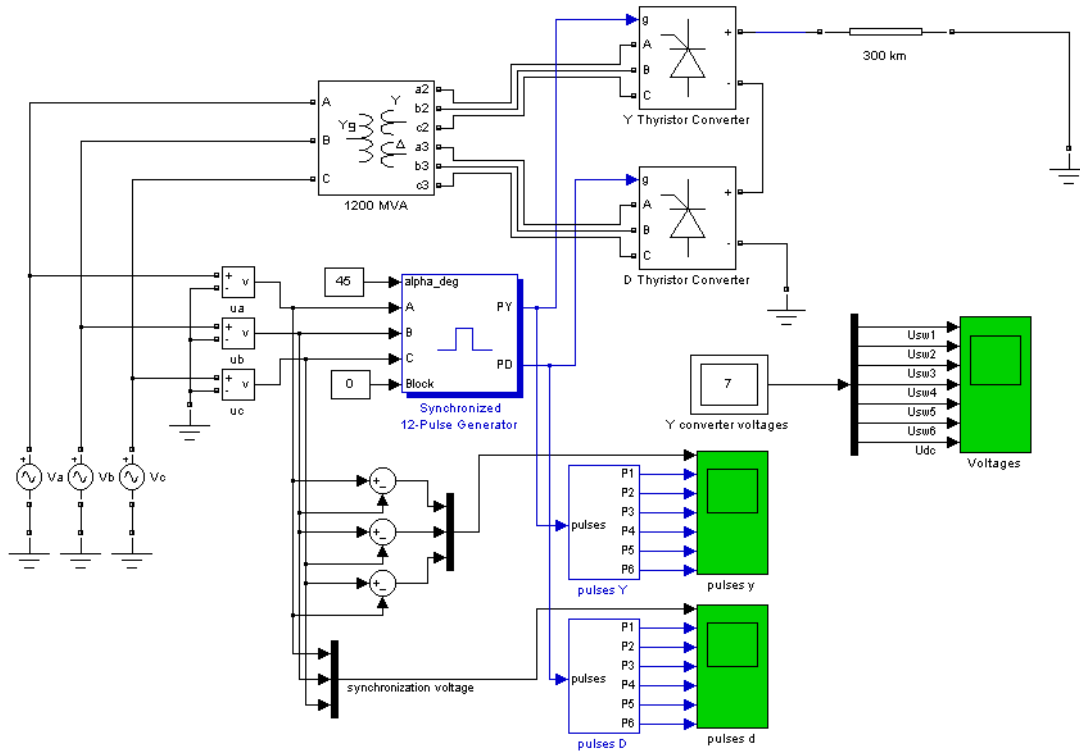 g
A
B
C
+
-
Y Thyristor Converter
300 km
A
B
C
Yg
Y
Δ
a2
b2
c2
a3
b3
c3
1200 MVA
g
A
B
C
+
-
D Thyristor Converter
+
-
v
ua
+
-
v
ub
+
-
v
uc
45
0
alpha_deg
A
B
C
Block
PY
PD
Synchronized
12-Pulse Generator
7
Y converter voltages
Usw1
Usw2
Usw3
Usw4
Usw5
Usw6
Udc
Voltages
+
Va
+
Vb
+
Vc
+
-
+
-
+
-
pulses
P1
P2
P3
P4
P5
P6
pulses Y
pulses y
synchronization voltage
pulses
P1
P2
P3
P4
P5
P6
pulses D
pulses d